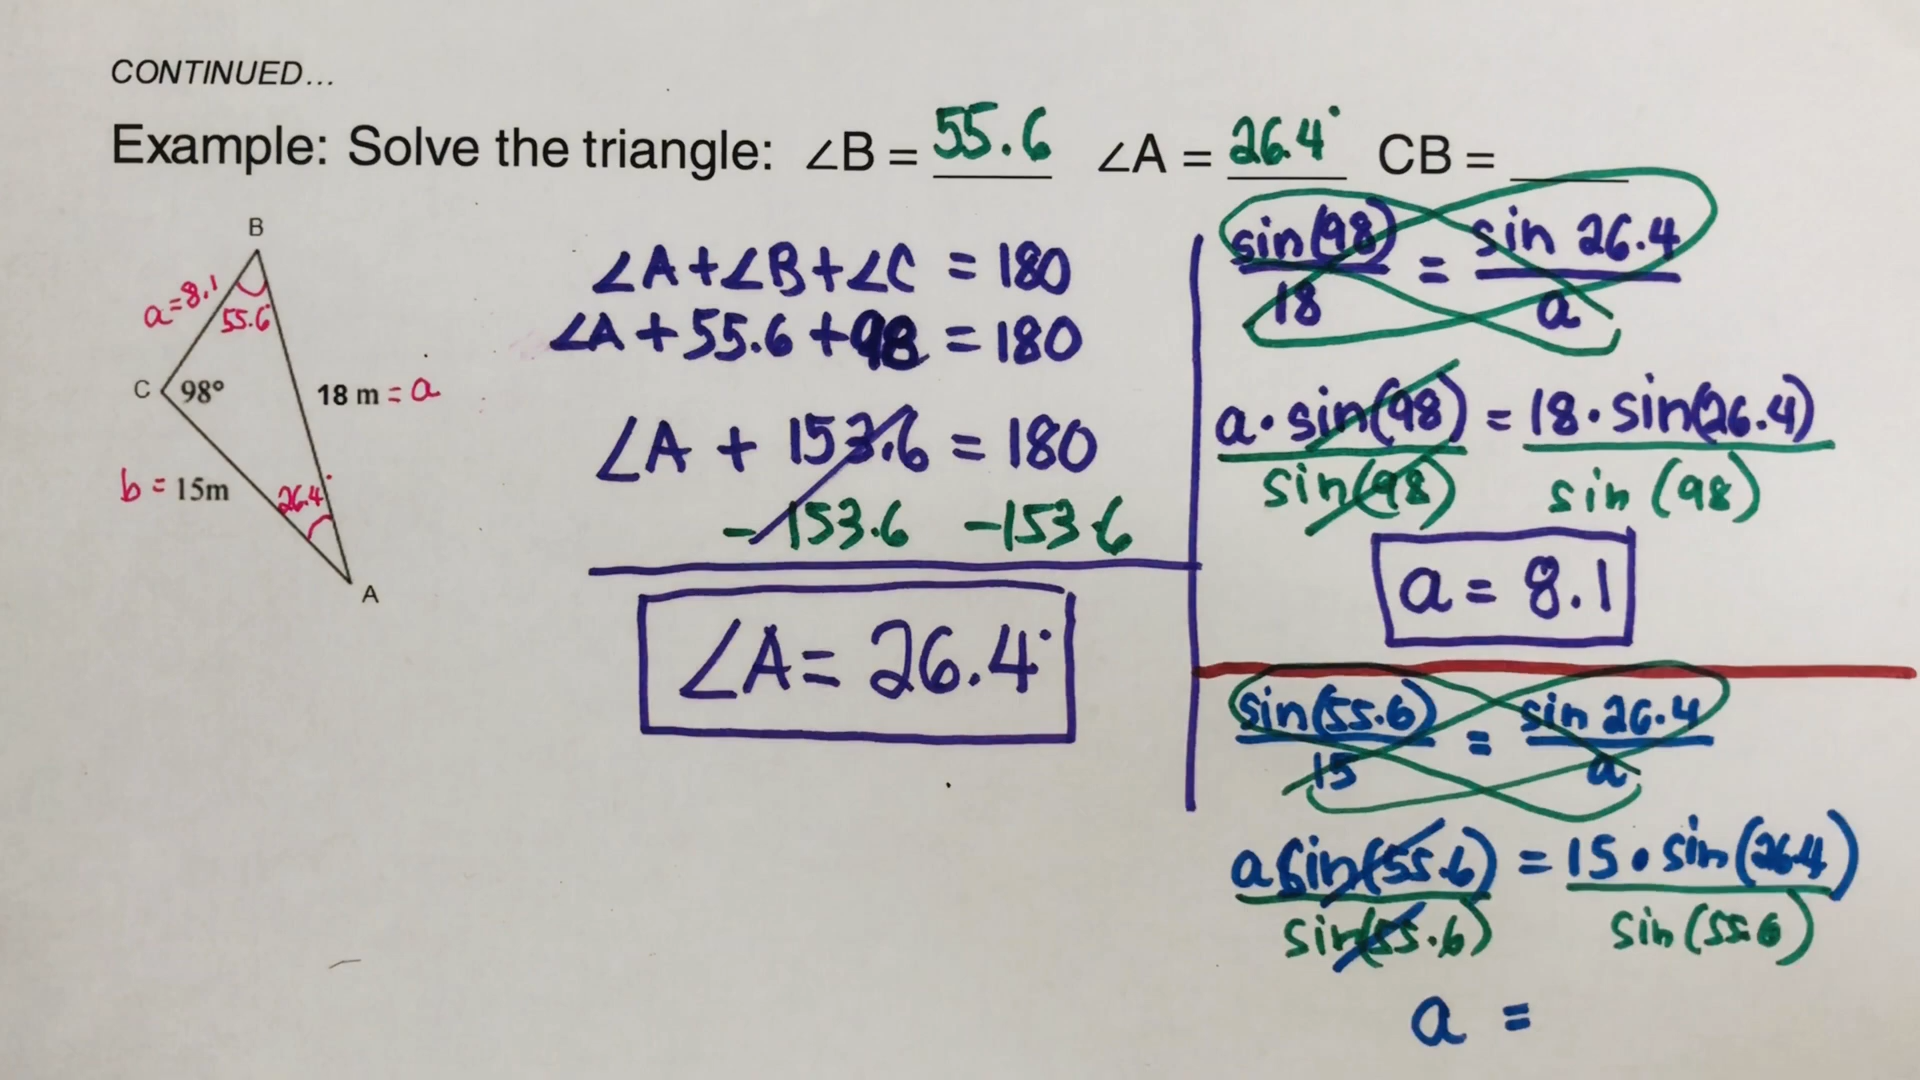 CONTINUED...
Example: Solve the triangle: ∠B = 55.6 ∠A = 26.4° CB = ____
B
a = 8.1
55.6°
C 98°
18 m = a
b = 15m
26.4°
A
∠A + ∠B + ∠C = 180
∠A + 55.6 + 98 = 180
∠A + 153.6 = 180
- 153.6 -153.6
∠A = 26.4°
sin(98) = sin 26.4
18 a
a · sin(98) = 18 · sin(26.4)
sin(98) sin (98)
a = 8.1
sin(55.6) = sin 26.4
15 a
a sin(55.6) = 15 • sin(26.4)
sin(55.6) sin (55.6)
a =